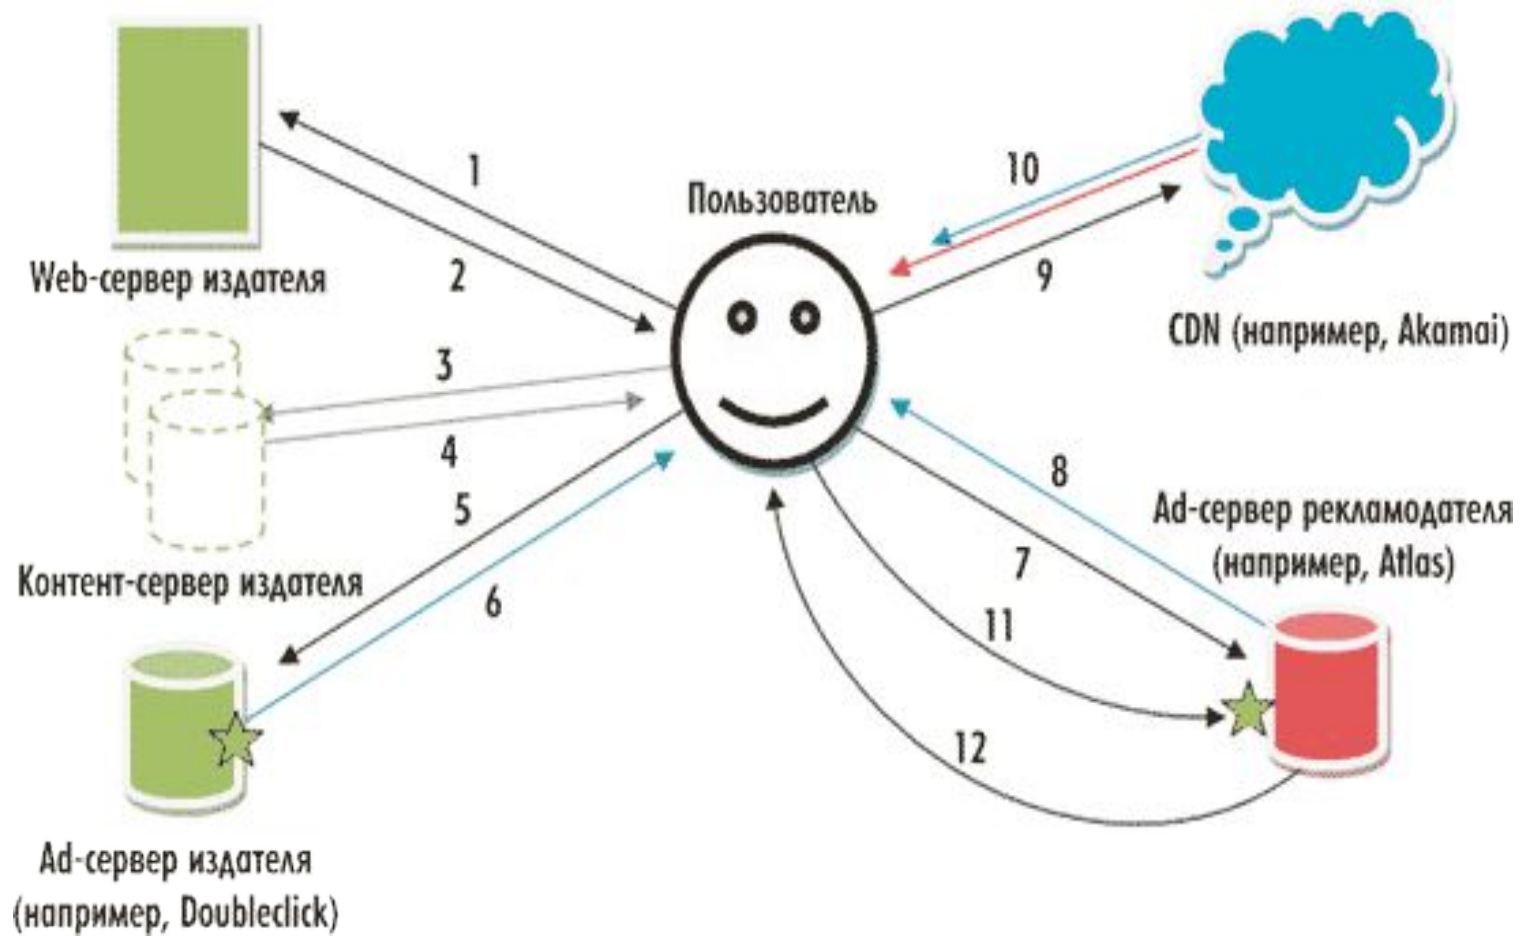 1
10
Пользователь
2
9
Web-сервер издателя
CDN (например, Akamai)
3
4
8
5
Ad-сервер рекламодателя
(например, Atlas)
7
Контент-сервер издателя
6
11
12
Ad-сервер издателя
(например, Doubleclick)